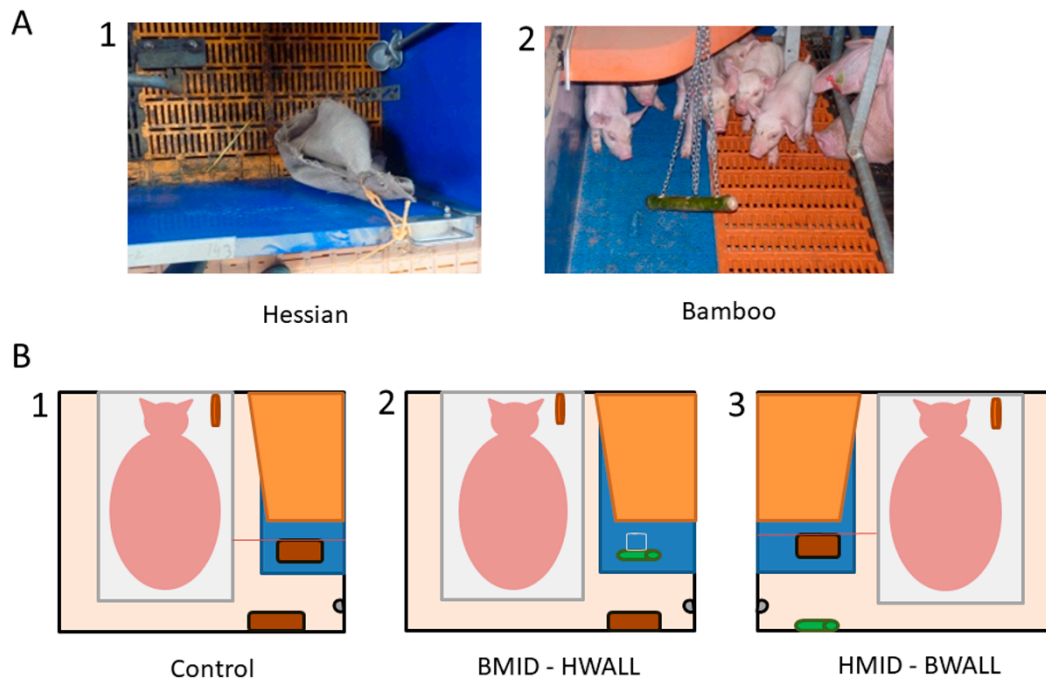 A
1
2
Hessian
Bamboo
B
1
2
3
Control
BMID - HWALL
HMID - BWALL